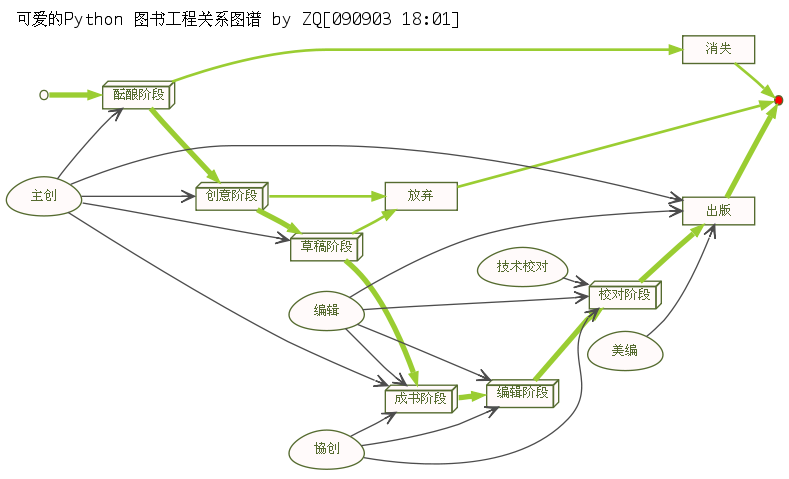 可爱的Python 图书工程关系图谱 by ZQ[090903 18:01]
消失
酝酿阶段
主创
创意阶段
放弃
出版
草稿阶段
技术校对
校对阶段
编辑
美编
成书阶段
编辑阶段
協创